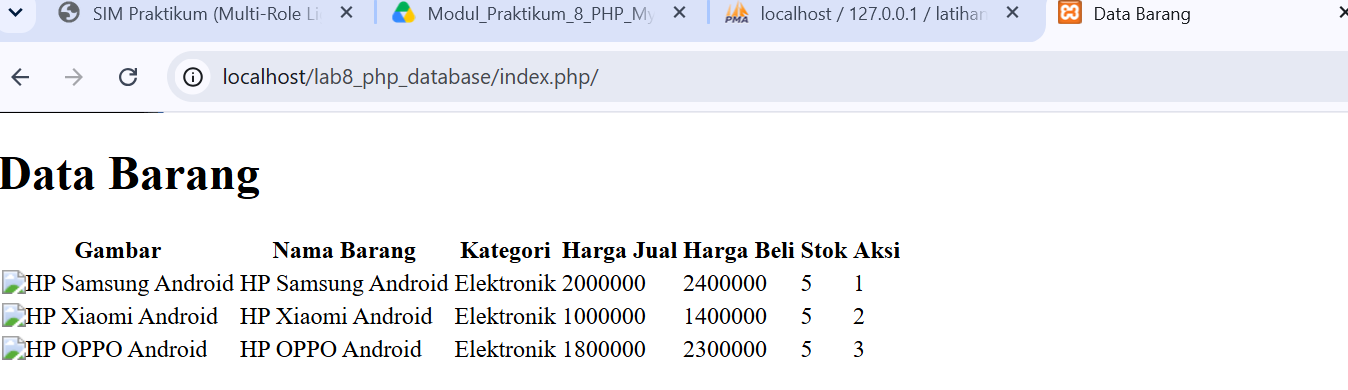 SIM Praktikum (Multi-Role Li
Modul_Praktikum_8_PHP_My
localhost / 127.0.0.1 / latihan
Data Barang
localhost/lab8_php_database/index.php/
Data Barang
Gambar Nama Barang Kategori Harga Jual Harga Beli Stok Aksi
HP Samsung Android HP Samsung Android Elektronik 2000000 2400000 5 1
HP Xiaomi Android HP Xiaomi Android Elektronik 1000000 1400000 5 2
HP OPPO Android HP OPPO Android Elektronik 1800000 2300000 5 3